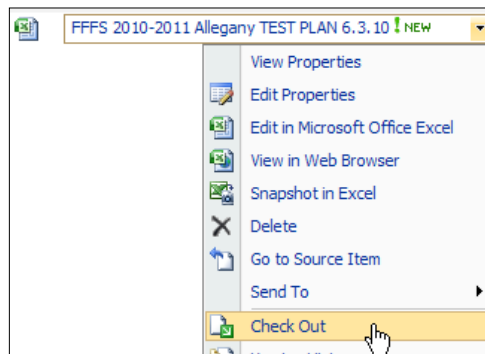 FFFS 2010-2011 Allegany TEST PLAN 6.3.10 ! NEW
View Properties
Edit Properties
Edit in Microsoft Office Excel
View in Web Browser
Snapshot in Excel
Delete
Go to Source Item
Send To
Check Out